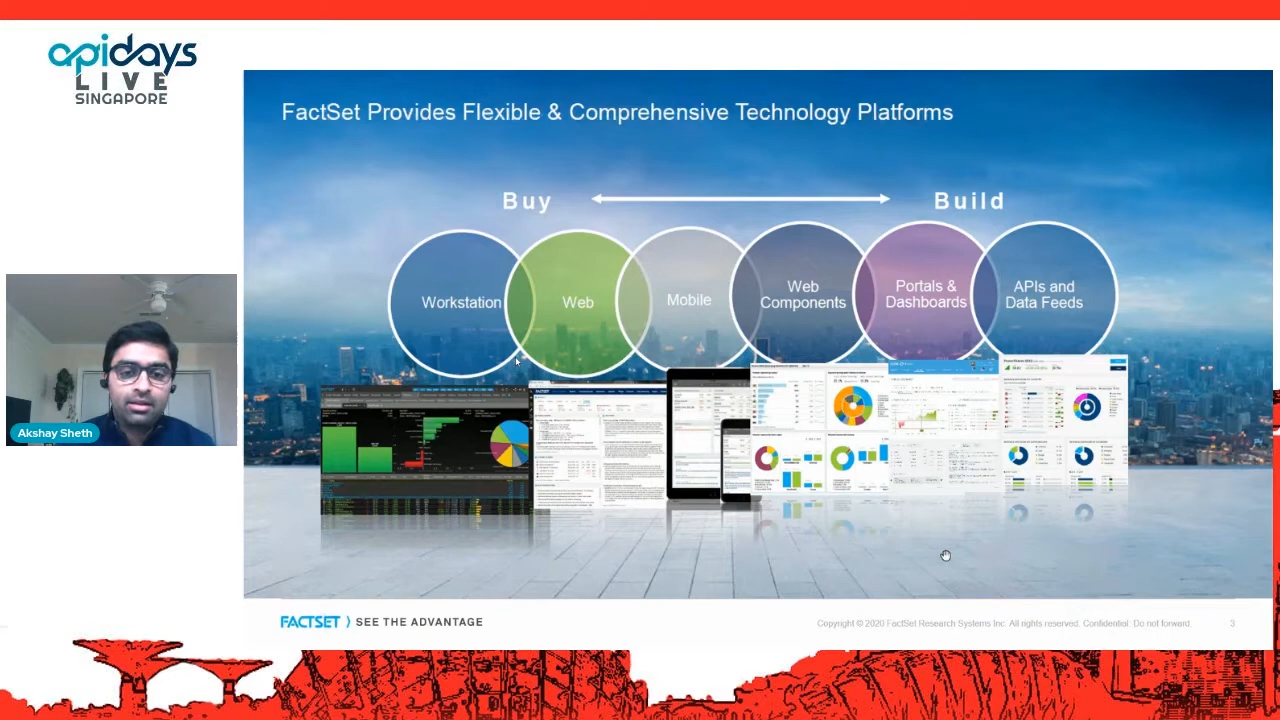 apidays
LIVE
SINGAPORE
FactSet Provides Flexible & Comprehensive Technology Platforms
Buy
Build
Workstation
Web
Mobile
Web
Components
Portals &
Dashboards
APIs and
Data Feeds
Akshay Sheth
FACTSET ⟩ SEE THE ADVANTAGE
Copyright © 2020 FactSet Research Systems Inc. All rights reserved. Confidential: Do not forward.
3